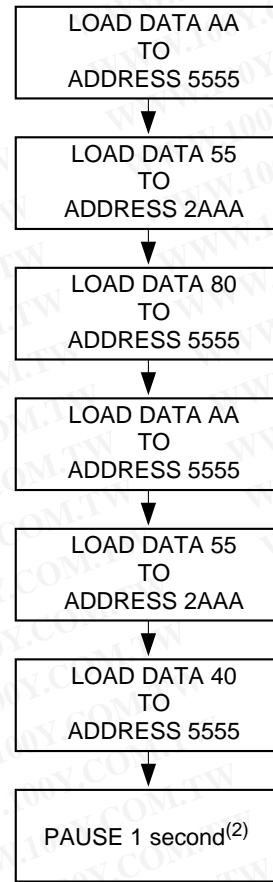 LOAD DATA AA
TO
ADDRESS 5555
LOAD DATA 55
TO
ADDRESS 2AAA
LOAD DATA 80
TO
ADDRESS 5555
LOAD DATA AA
TO
ADDRESS 5555
LOAD DATA 55
TO
ADDRESS 2AAA
LOAD DATA 40
TO
ADDRESS 5555
PAUSE 1 second(2)